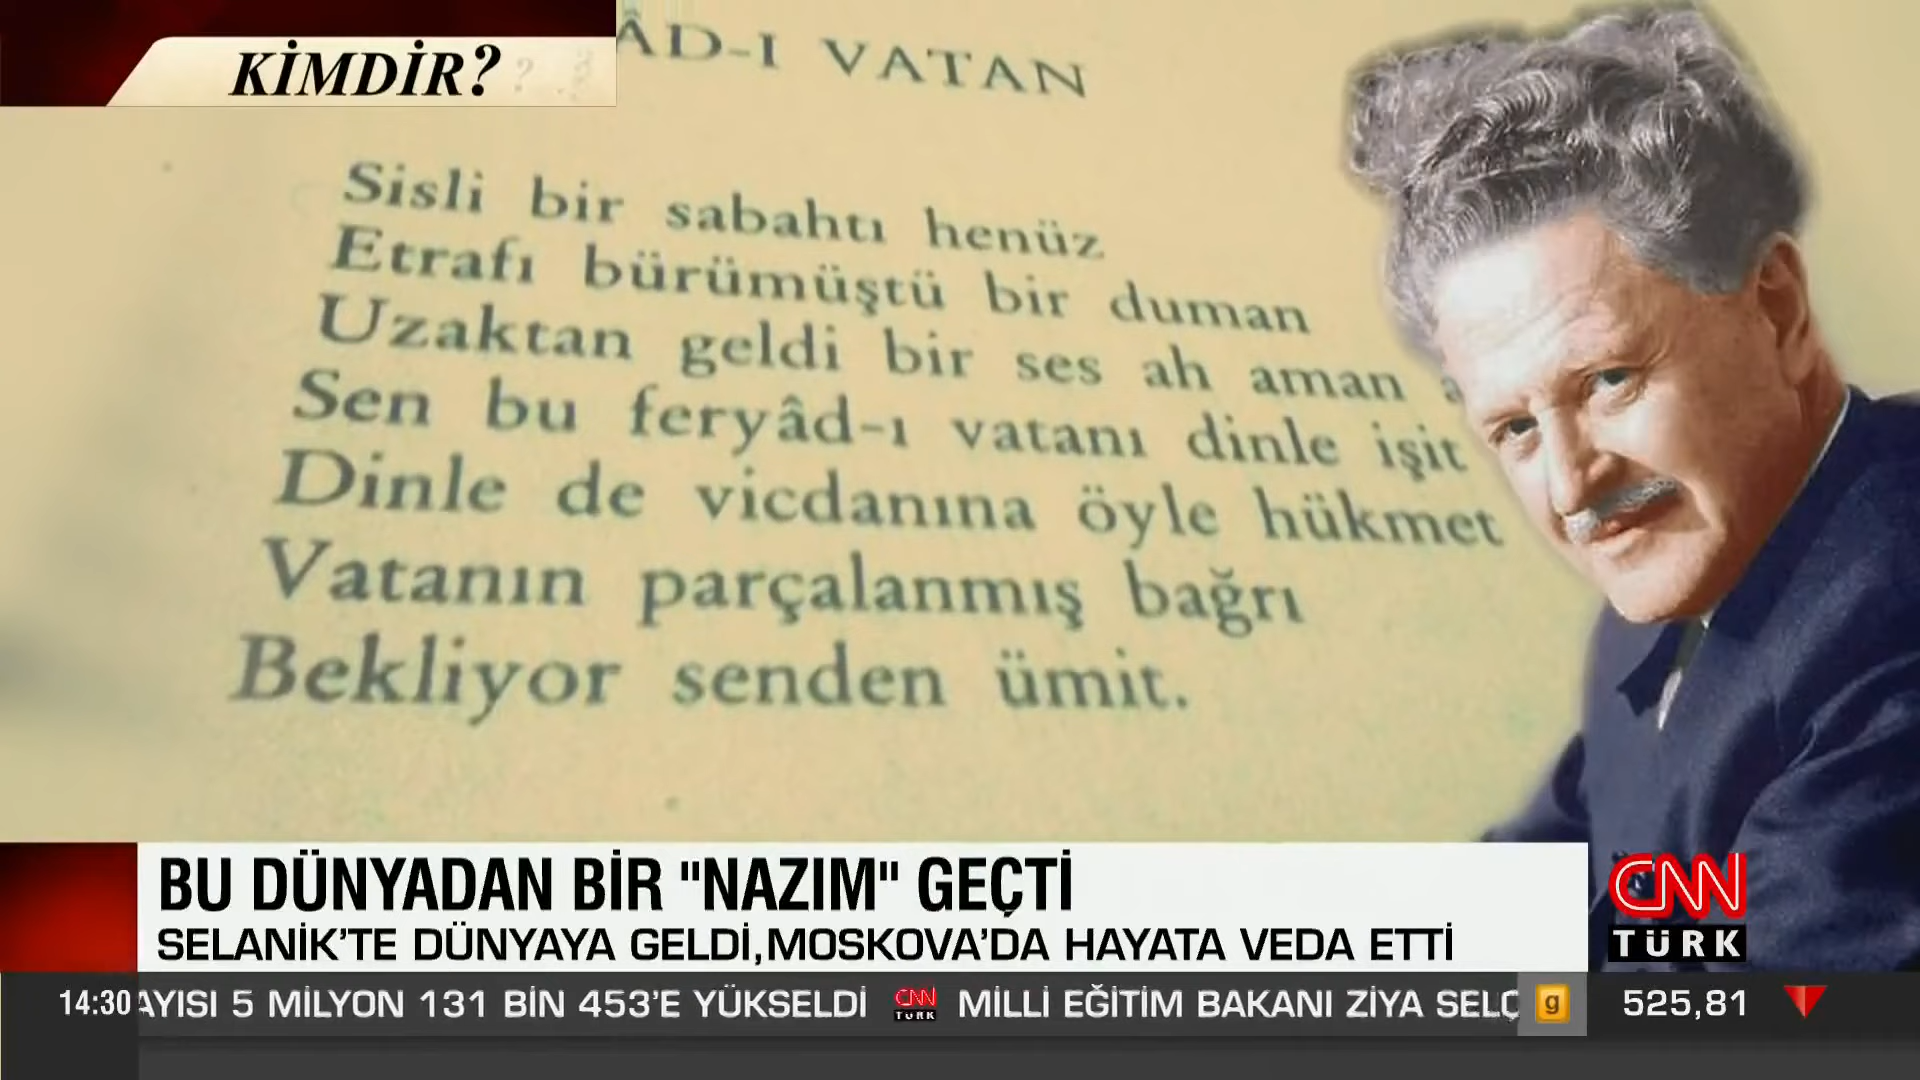 KİMDİR?
ÂD-I VATAN
Sisli bir sabahtı henüz
Etrafı bürümüştü bir duman
Uzaktan geldi bir ses ah aman a
Sen bu feryâd-ı vatanı dinle işit
Dinle de vicdanına öyle hükmet
Vatanın parçalanmış bağrı
Bekliyor senden ümit.
BU DÜNYADAN BİR "NAZIM" GEÇTİ
SELANİK'TE DÜNYAYA GELDİ,MOSKOVA'DA HAYATA VEDA ETTİ
CNN
TÜRK
14:30 AYISI 5 MİLYON 131 BİN 453'E YÜKSELDİ CNN TÜRK MİLLİ EĞİTİM BAKANI ZİYA SELÇ g 525,81